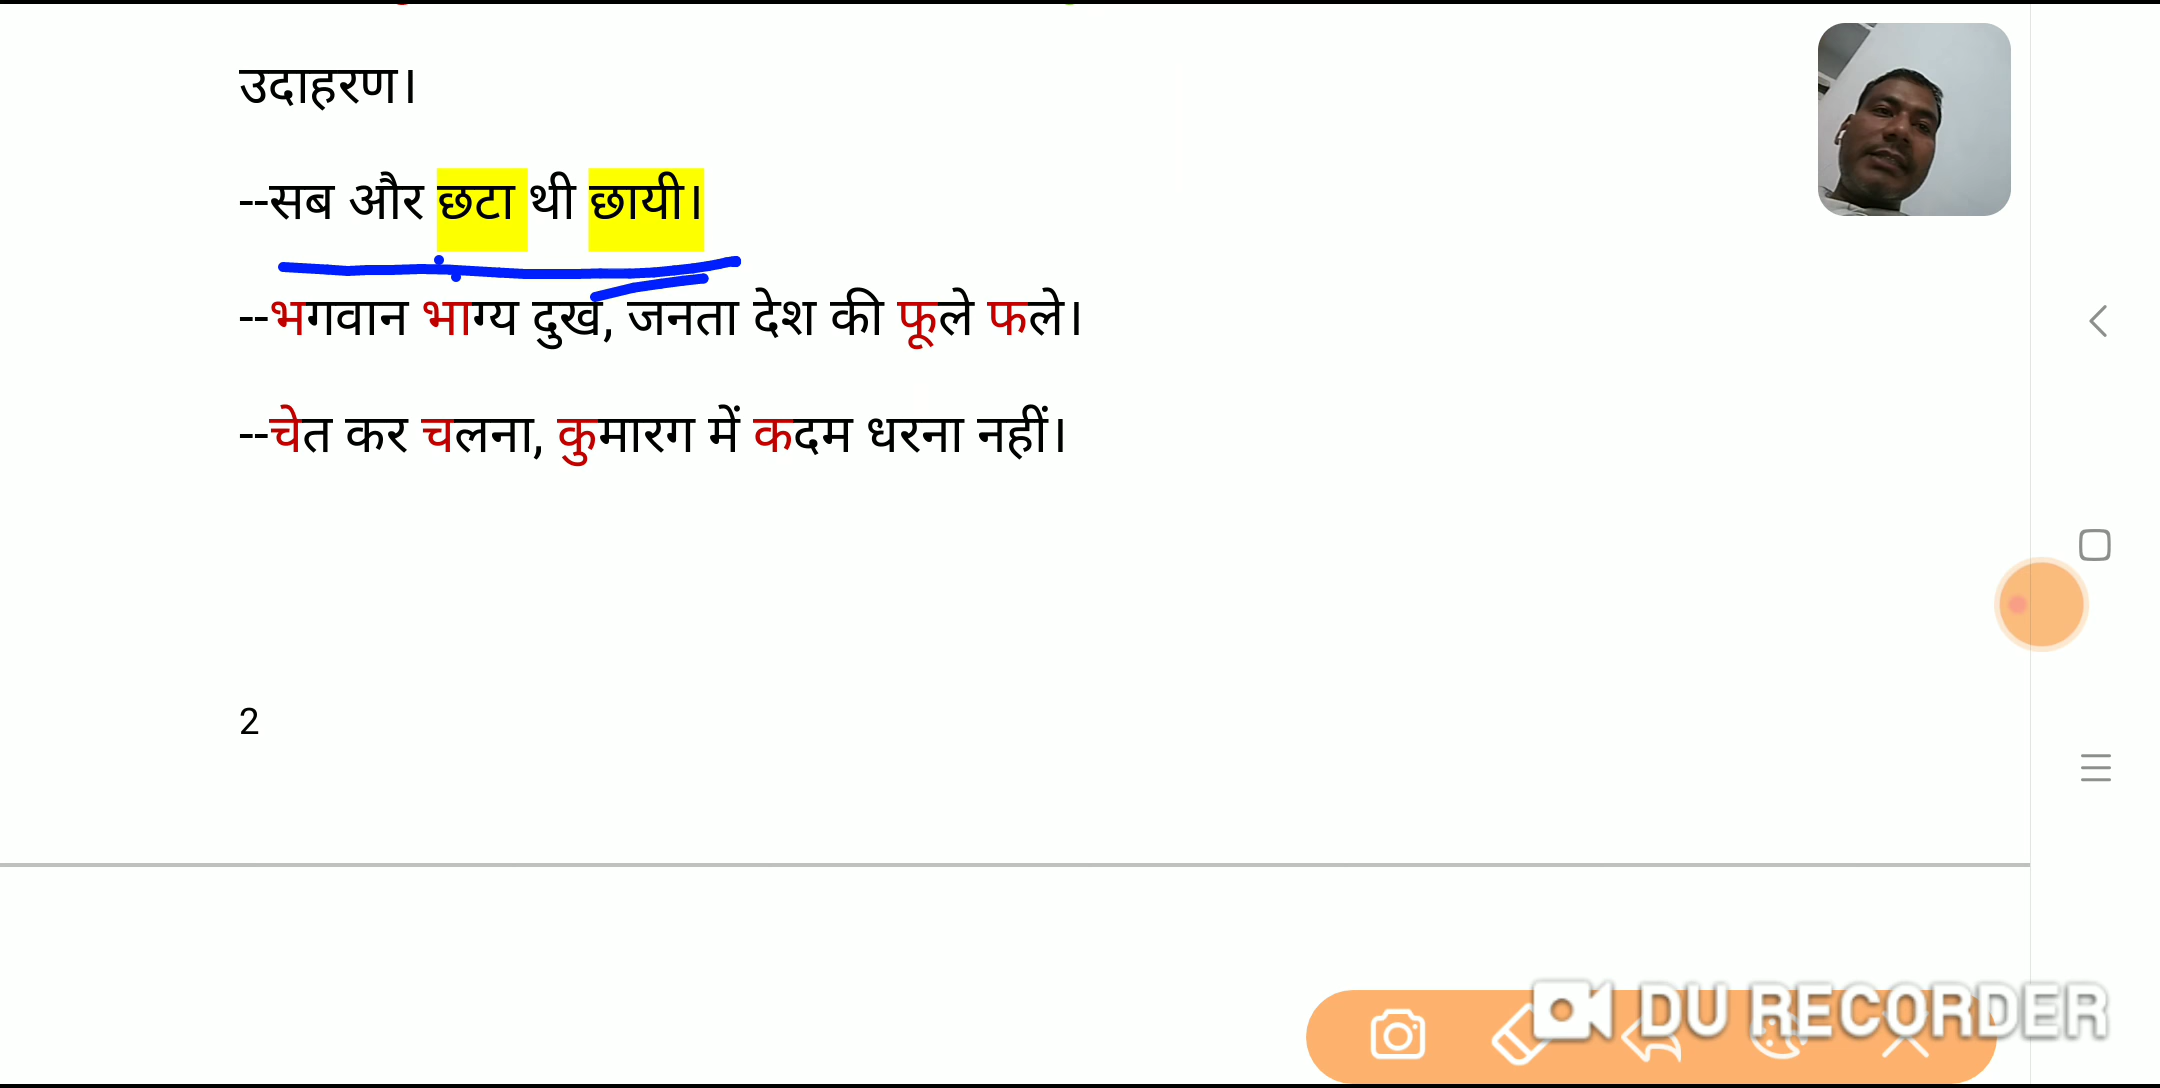 उदाहरण।
--सब और छटा थी छायी।
--भगवान भाग्य दुख, जनता देश की फूले फले।
--चेत कर चलना, कुमारग में कदम धरना नहीं।
2
DU RECORDER